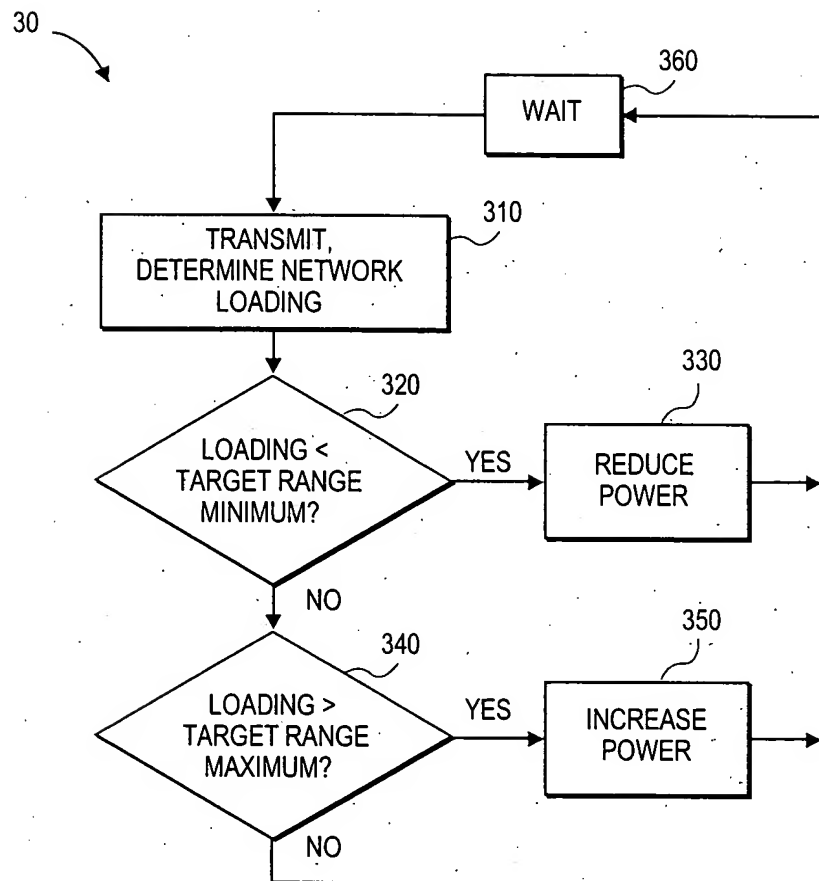 30
360
WAIT
310
TRANSMIT,
DETERMINE NETWORK
LOADING
320
LOADING <
TARGET RANGE
MINIMUM?
YES
330
REDUCE
POWER
NO
340
LOADING >
TARGET RANGE
MAXIMUM?
YES
350
INCREASE
POWER
NO